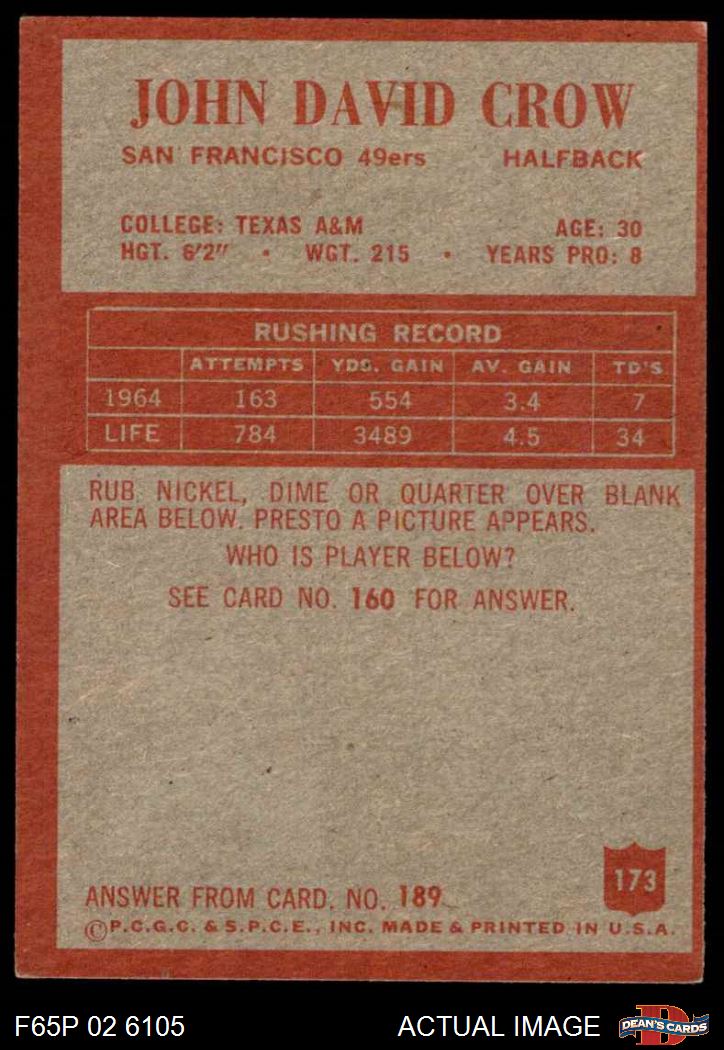 JOHN DAVID CROW
SAN FRANCISCO 49ers HALFBACK
COLLEGE: TEXAS A&M AGE: 30
HGT. 6'2" • WGT. 215 • YEARS PRO: 8
RUSHING RECORD
ATTEMPTS YDS. GAIN AV. GAIN TD'S
1964 163 554 3.4 7
LIFE 784 3489 4.5 34
RUB NICKEL, DIME OR QUARTER OVER BLANK
AREA BELOW. PRESTO A PICTURE APPEARS.
WHO IS PLAYER BELOW?
SEE CARD NO. 160 FOR ANSWER.
173
ANSWER FROM CARD. NO. 189
©P.C.G.C. & S.P.C.E., INC. MADE & PRINTED IN U.S.A.
F65P 02 6105 ACTUAL IMAGE DEAN'S CARDS